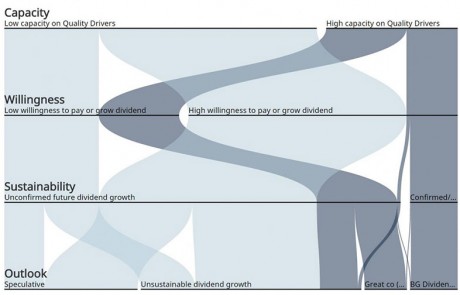 Capacity
Low capacity on Quality Drivers High capacity on Quality Drivers
Willingness
Low willingness to pay or grow dividend High willingness to pay or grow dividend
Sustainability
Unconfirmed future dividend growth Confirmed/...
Outlook
Speculative Unsustainable dividend growth Great co (... BG Dividen...